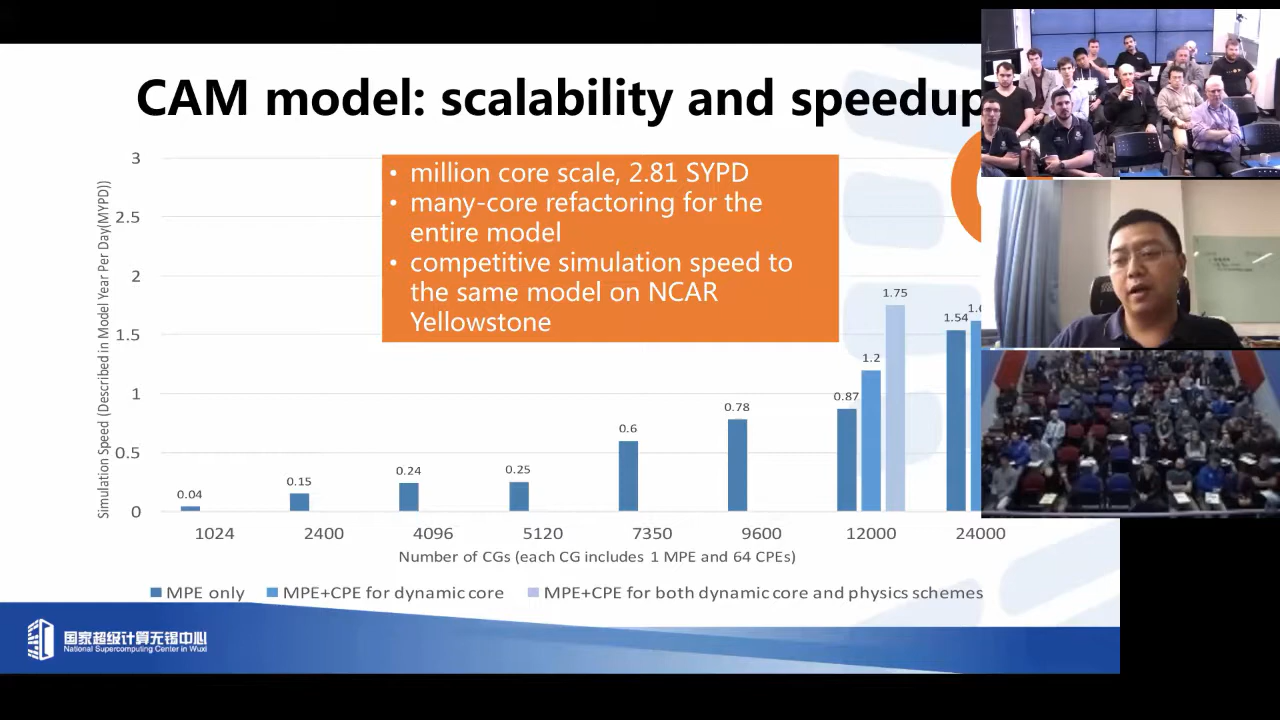 CAM model: scalability and speedup
• million core scale, 2.81 SYPD
• many-core refactoring for the
entire model
• competitive simulation speed to
the same model on NCAR
Yellowstone
Simulation Speed (Described in Model Year Per Day(MYPD))
3
2.5
2
1.5
1
0.5
0
0.04
0.15
0.24
0.25
0.6
0.78
0.87
1.2
1.75
1.54
1024
2400
4096
5120
7350
9600
12000
24000
Number of CGs (each CG includes 1 MPE and 64 CPEs)
MPE only
MPE+CPE for dynamic core
MPE+CPE for both dynamic core and physics schemes
国家超级计算无锡中心
National Supercomputing Center in Wuxi